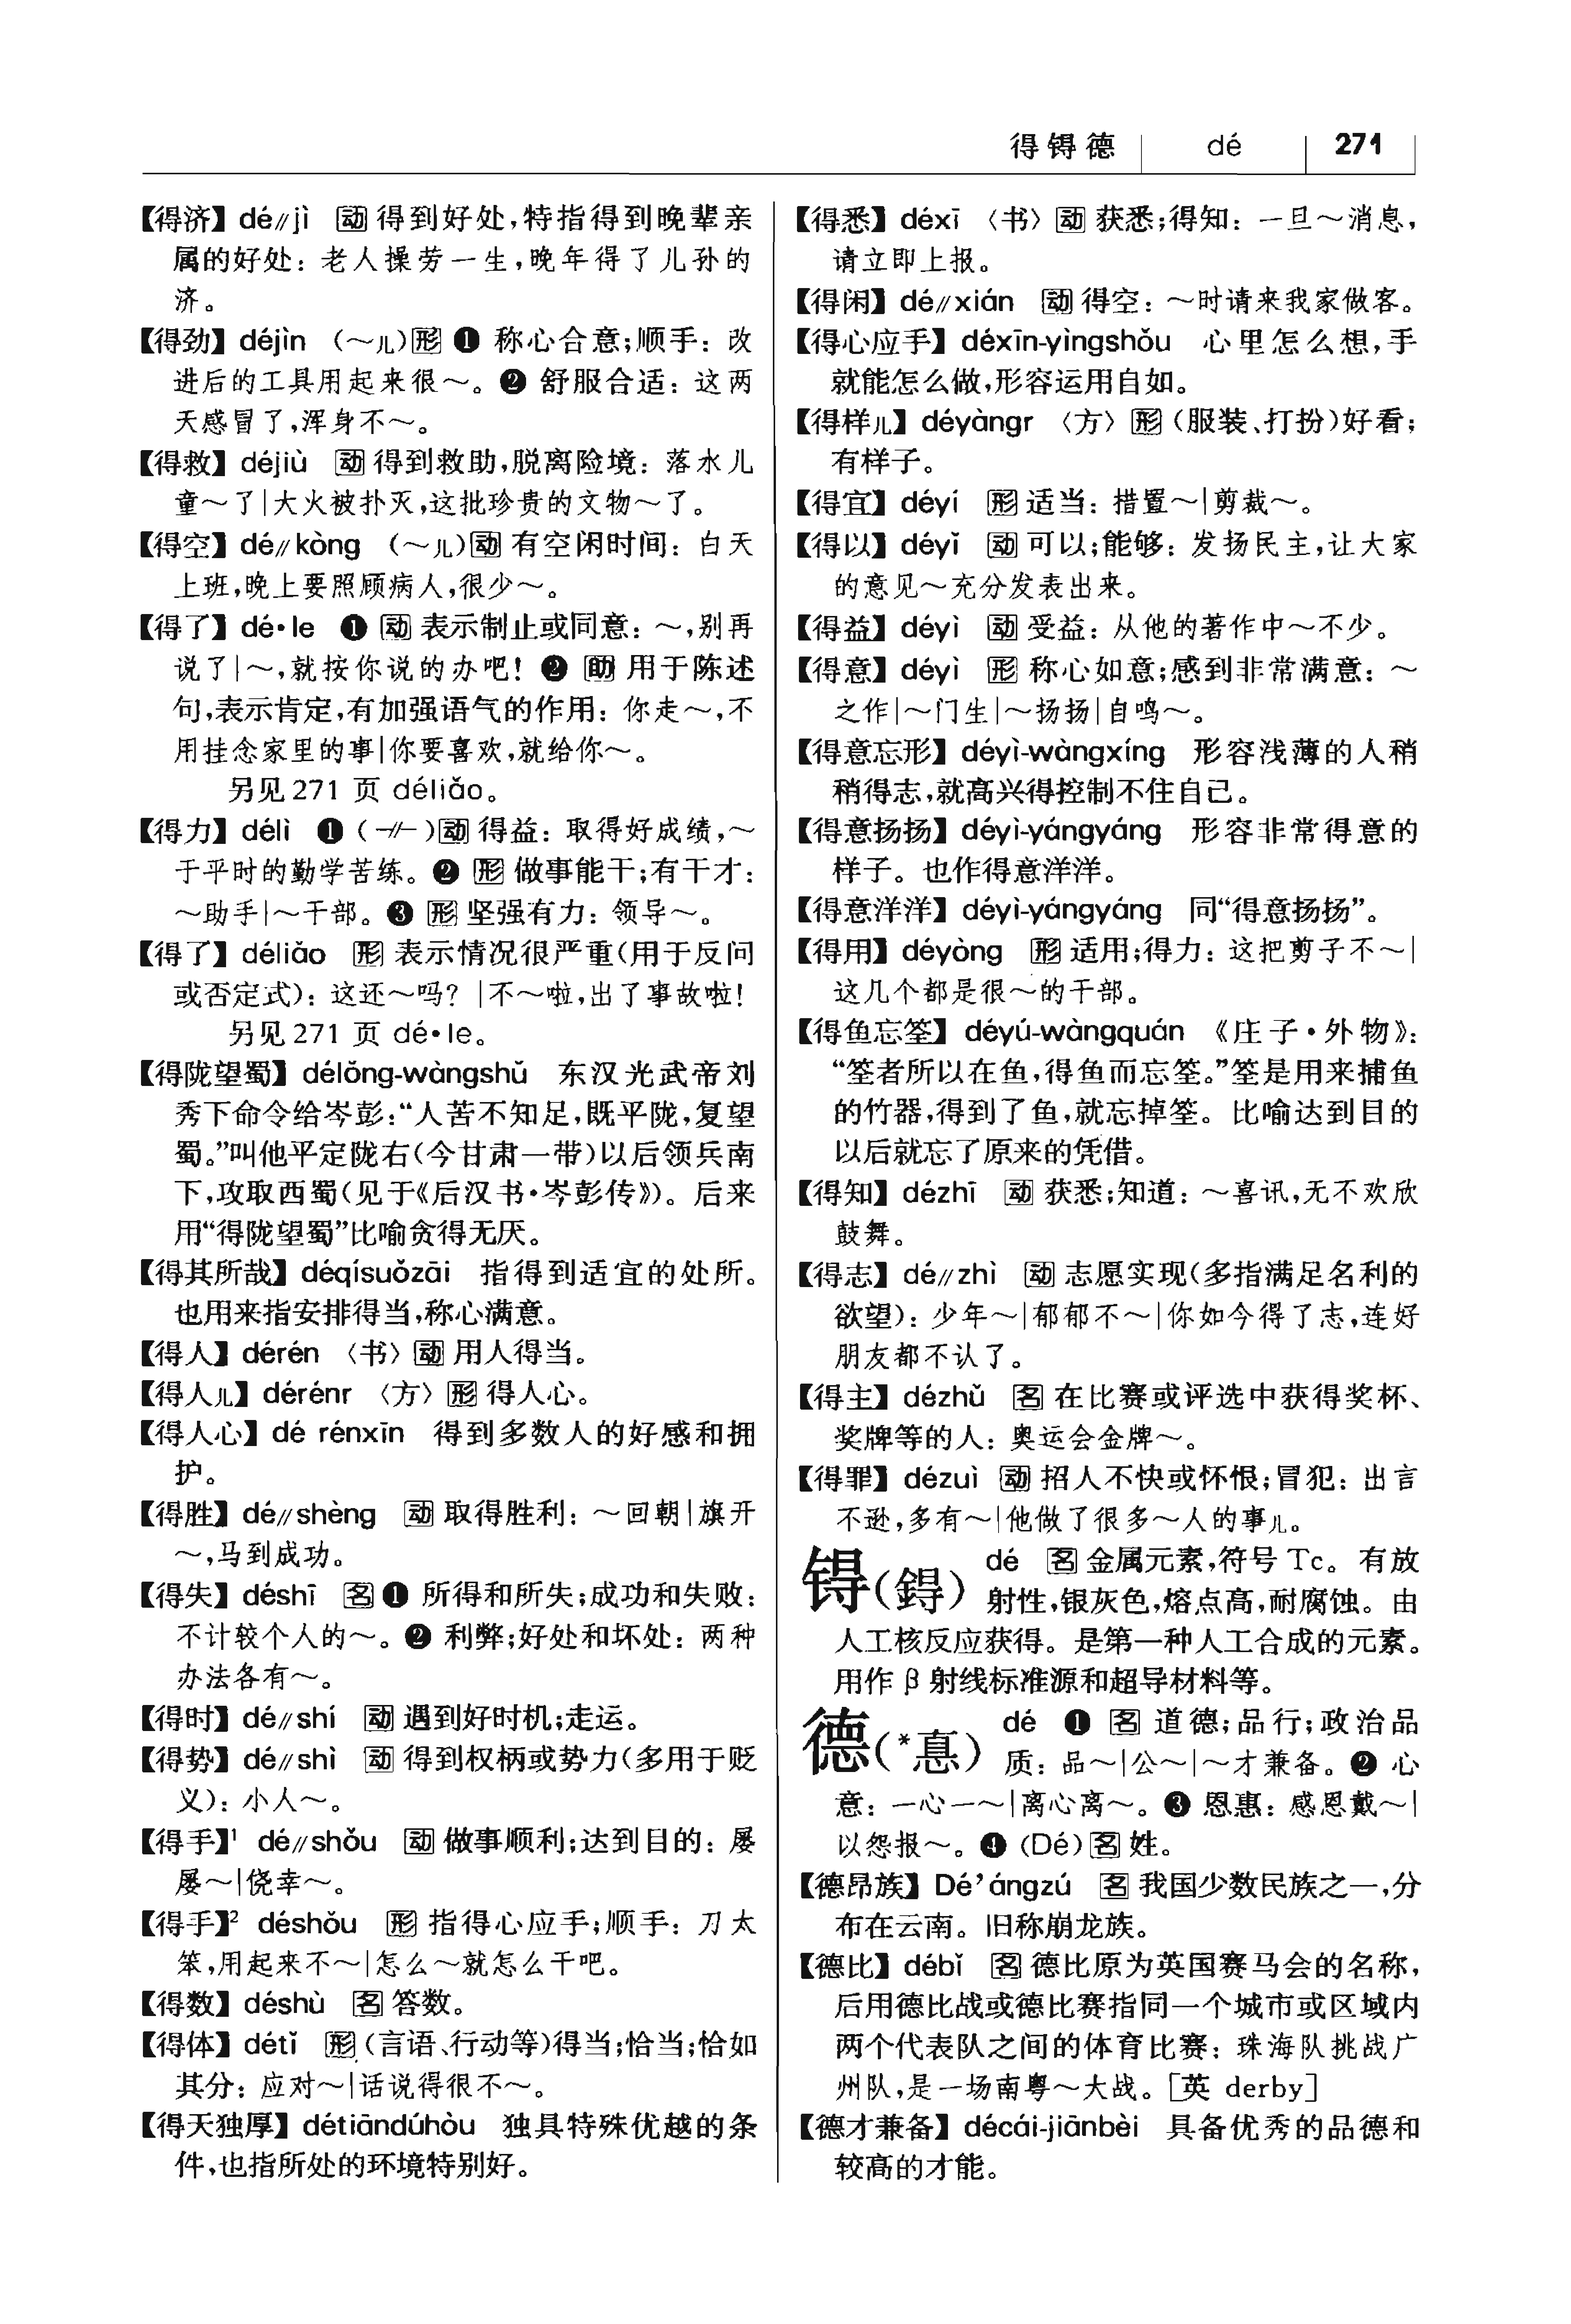 得锝德 dé 271
【得济】dé∥jì 动 得到好处,特指得到晚辈亲
属的好处：老人操劳一生,晚年得了儿孙的
济。
【得劲】déjìn （～儿）形 ❶ 称心合意;顺手：改
进后的工具用起来很～。❷ 舒服合适：这两
天感冒了,浑身不～。
【得救】déjiù 动 得到救助,脱离险境：落水儿
童～了|大火被扑灭,这批珍贵的文物～了。
【得空】dé∥kòng （～儿）动 有空闲时间：白天
上班,晚上要照顾病人,很少～。
【得了】dé•le ❶ 动 表示制止或同意：～,别再
说了|～,就按你说的办吧！❷ 助 用于陈述
句,表示肯定,有加强语气的作用：你走～,不
用挂念家里的事|你要喜欢,就给你～。
另见271 页 déliǎo。
【得力】délì ❶（-∥-）动 得益：取得好成绩,～
于平时的勤学苦练。❷ 形 做事能干;有干才：
～助手|～干部。❸ 形 坚强有力：领导～。
【得了】déliǎo 形 表示情况很严重(用于反问
或否定式)：这还～吗？|不～啦,出了事故啦！
另见271 页 dé•le。
【得陇望蜀】délǒng-wàngshǔ 东汉光武帝刘
秀下命令给岑彭：“人苦不知足,既平陇,复望
蜀。”叫他平定陇右(今甘肃一带)以后领兵南
下,攻取西蜀(见于《后汉书•岑彭传》)。后来
用“得陇望蜀”比喻贪得无厌。
【得其所哉】déqísuǒzāi 指得到适宜的处所。
也用来指安排得当,称心满意。
【得人】dérén 〈书〉动 用人得当。
【得人儿】dérénr 〈方〉形 得人心。
【得人心】dé rénxīn 得到多数人的好感和拥
护。
【得胜】dé∥shèng 动 取得胜利：～回朝|旗开
～,马到成功。
【得失】déshī 名 ❶ 所得和所失;成功和失败：
不计较个人的～。❷ 利弊;好处和坏处：两种
办法各有～。
【得时】dé∥shí 动 遇到好时机;走运。
【得势】dé∥shì 动 得到权柄或势力(多用于贬
义)：小人～。
【得手】¹ dé∥shǒu 动 做事顺利;达到目的：屡
屡～|侥幸～。
【得手】² déshǒu 形 指得心应手;顺手：刀太
笨,用起来不～|怎么～就怎么干吧。
【得数】déshù 名 答数。
【得体】détǐ 形（言语、行动等)得当;恰当;恰如
其分：应对～|话说得很不～。
【得天独厚】détiāndúhòu 独具特殊优越的条
件,也指所处的环境特别好。
【得悉】déxī 〈书〉动 获悉;得知：一旦～消息,
请立即上报。
【得闲】dé∥xián 动 得空：～时请来我家做客。
【得心应手】déxīn-yìngshǒu 心里怎么想,手
就能怎么做,形容运用自如。
【得样儿】déyàngr 〈方〉形（服装、打扮)好看;
有样子。
【得宜】déyí 形 适当：措置～|剪裁～。
【得以】déyǐ 动 可以;能够：发扬民主,让大家
的意见～充分发表出来。
【得益】déyì 动 受益：从他的著作中～不少。
【得意】déyì 形 称心如意;感到非常满意：～
之作|～门生|～扬扬|自鸣～。
【得意忘形】déyì-wàngxíng 形容浅薄的人稍
稍得志,就高兴得控制不住自己。
【得意扬扬】déyì-yángyáng 形容非常得意的
样子。也作得意洋洋。
【得意洋洋】déyì-yángyáng 同“得意扬扬”。
【得用】déyòng 形 适用;得力：这把剪子不～|
这几个都是很～的干部。
【得鱼忘筌】déyú-wàngquán 《庄子•外物》：
“筌者所以在鱼,得鱼而忘筌。”筌是用来捕鱼
的竹器,得到了鱼,就忘掉筌。比喻达到目的
以后就忘了原来的凭借。
【得知】dézhī 动 获悉;知道：～喜讯,无不欢欣
鼓舞。
【得志】dé∥zhì 动 志愿实现(多指满足名利的
欲望)：少年～|郁郁不～|你如今得了志,连好
朋友都不认了。
【得主】dézhǔ 名 在比赛或评选中获得奖杯、
奖牌等的人：奥运会金牌～。
【得罪】dézuì 动 招人不快或怀恨;冒犯：出言
不逊,多有～|他做了很多～人的事儿。
锝(鍀) dé 名 金属元素,符号 Tc。有放
射性,银灰色,熔点高,耐腐蚀。由
人工核反应获得。是第一种人工合成的元素。
用作 β 射线标准源和超导材料等。
德(*惪) dé ❶ 名 道德;品行;政治品
质：品～|公～|～才兼备。❷ 心
意：一心一～|离心离～。❸ 恩惠：感恩戴～|
以怨报～。❹（Dé）名 姓。
【德昂族】Dé’ángzú 名 我国少数民族之一,分
布在云南。旧称崩龙族。
【德比】débǐ 名 德比原为英国赛马会的名称,
后用德比战或德比赛指同一个城市或区域内
两个代表队之间的体育比赛：珠海队挑战广
州队,是一场南粤～大战。[英 derby]
【德才兼备】décái-jiānbèi 具备优秀的品德和
较高的才能。